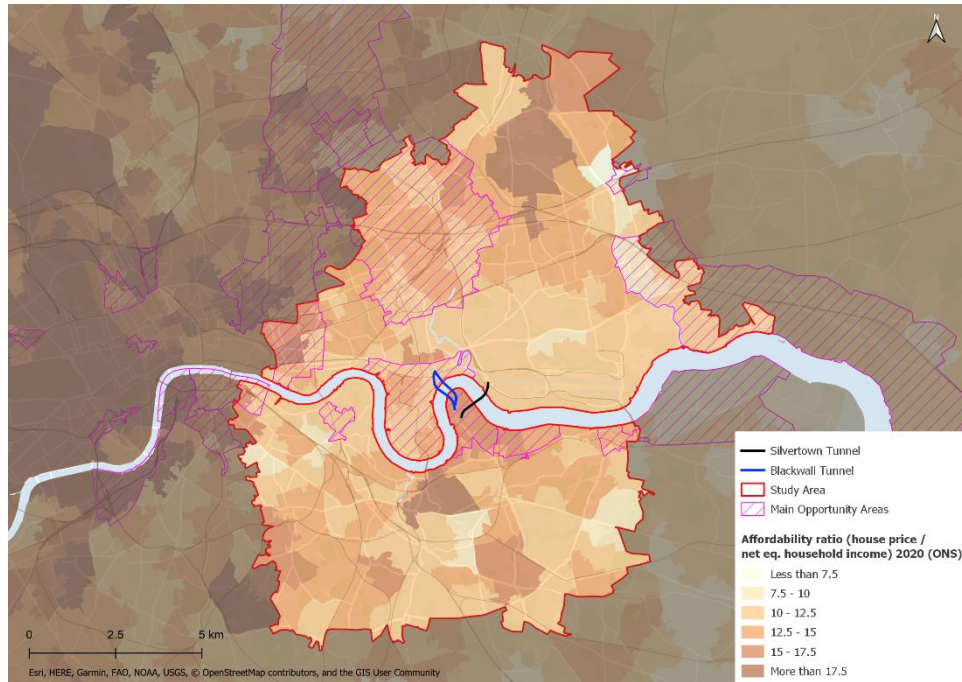 N
Silvertown Tunnel
Blackwall Tunnel
Study Area
Main Opportunity Areas
Affordability ratio (house price /
net eq. household income) 2020 (ONS)
Less than 7.5
7.5 - 10
10 - 12.5
12.5 - 15
15 - 17.5
More than 17.5
0 2.5 5 km
Esri, HERE, Garmin, FAO, NOAA, USGS, © OpenStreetMap contributors, and the GIS User Community